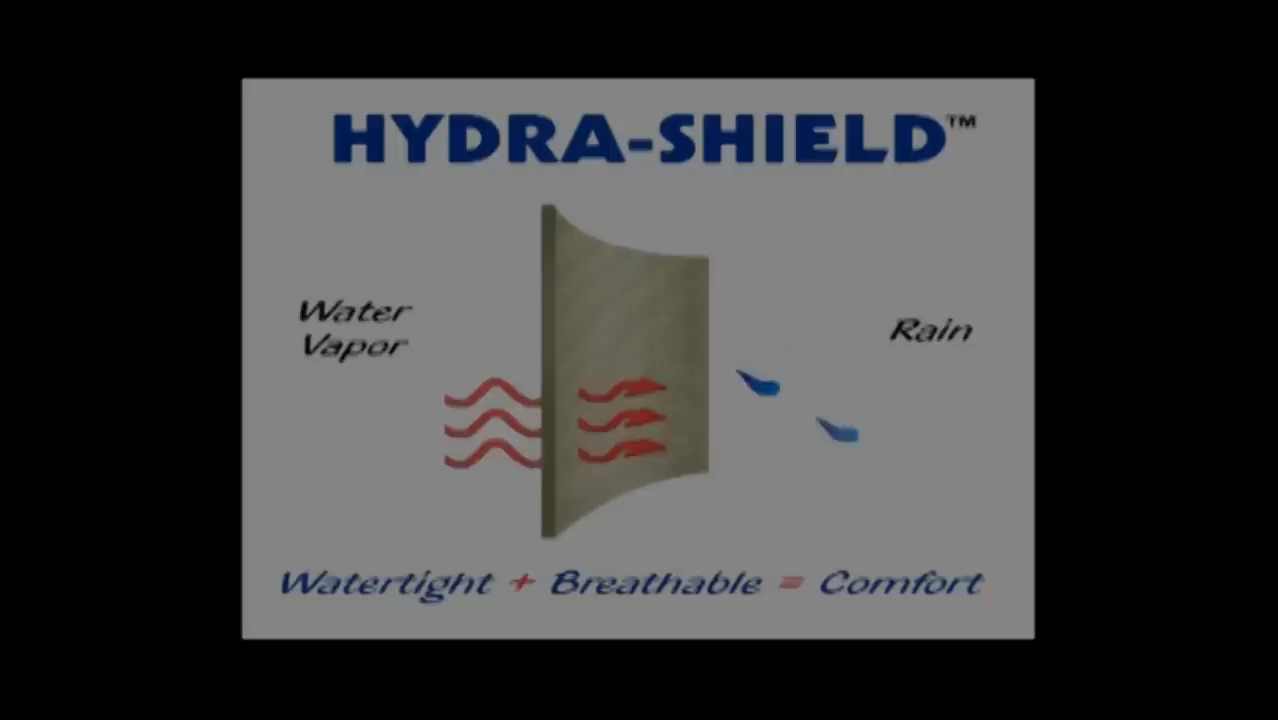 HYDRA-SHIELD™
Water
Vapor
Rain
Watertight + Breathable = Comfort